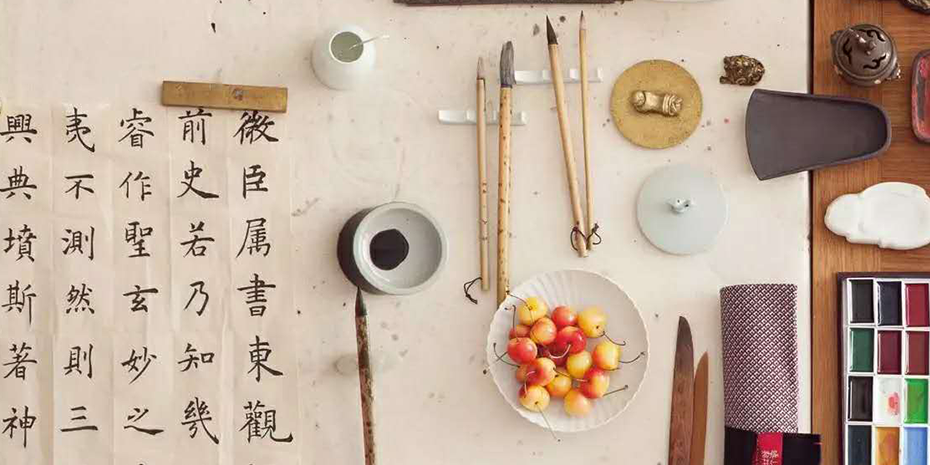 微臣属書東觀
前史若乃知幾
睿作聖玄妙之
夷不測然則三
興典墳斯著神